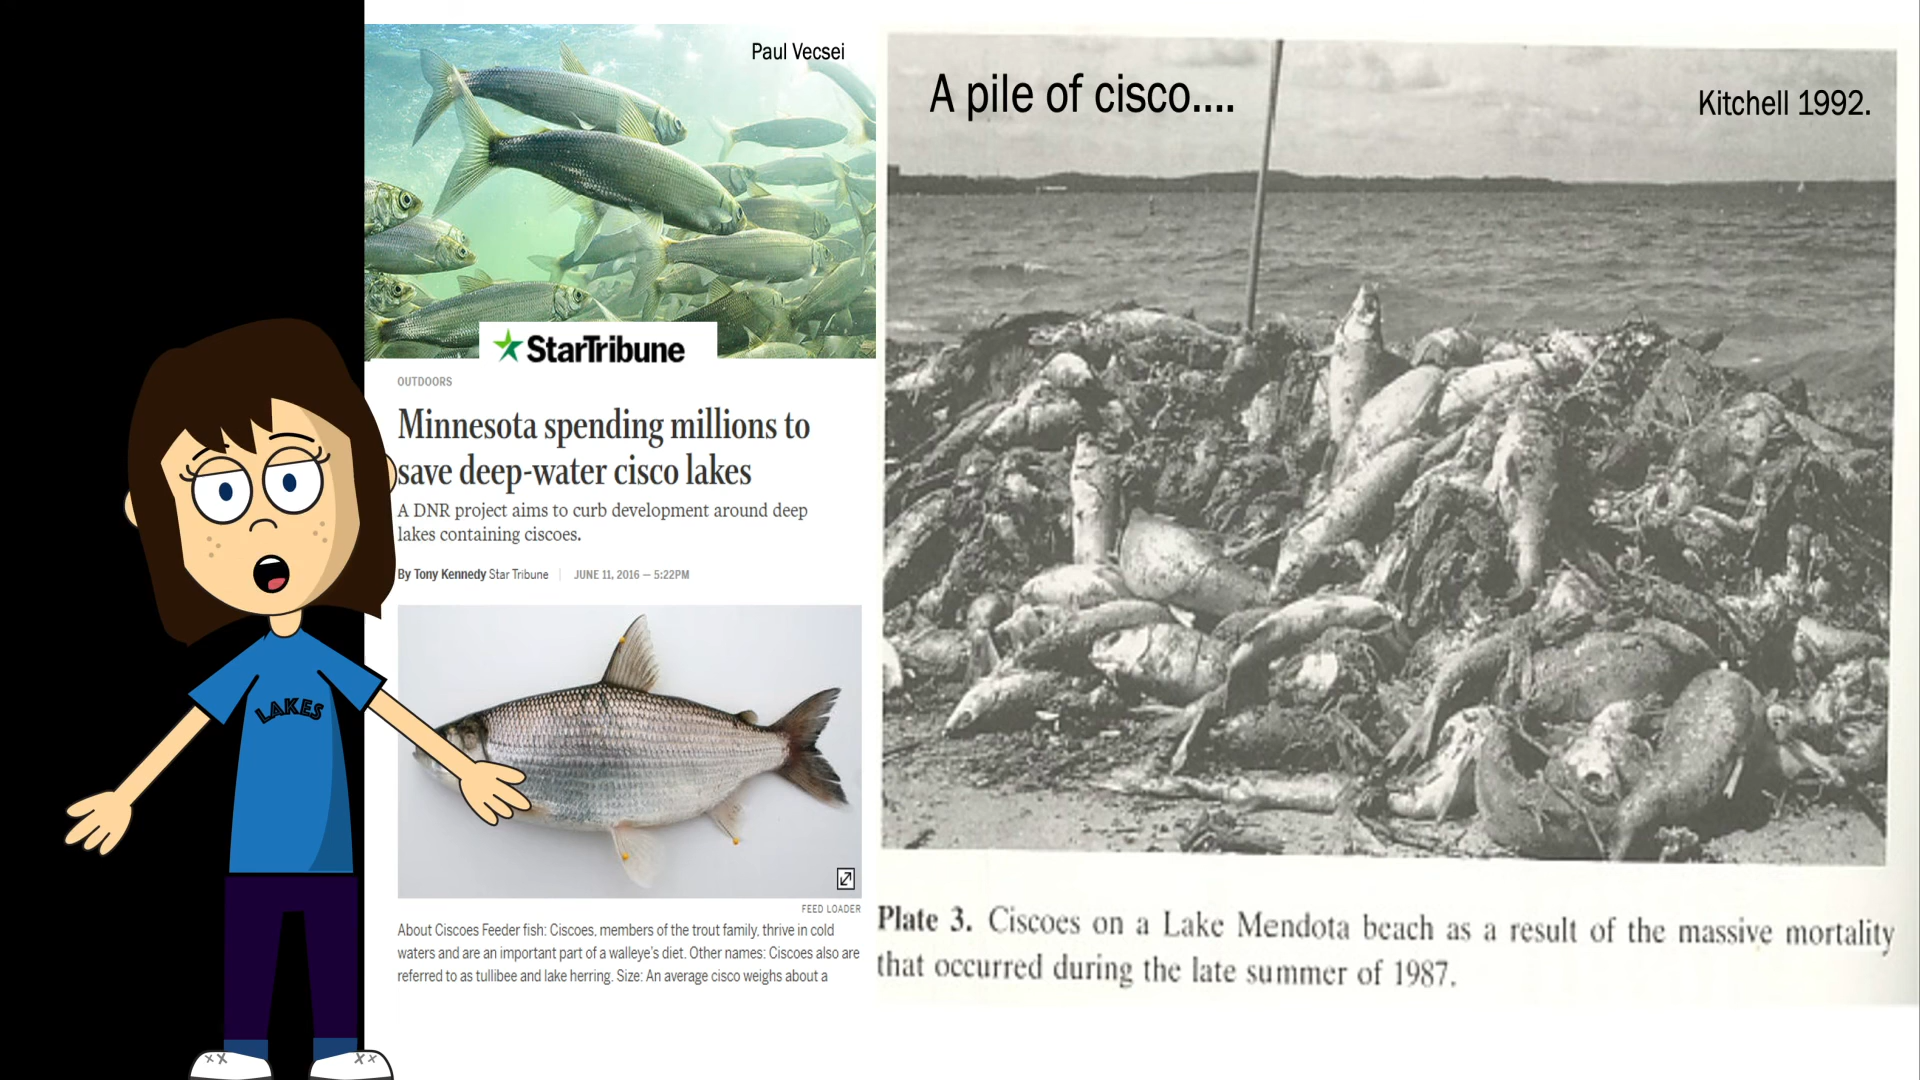 Paul Vecsei
StarTribune
OUTDOORS
Minnesota spending millions to
save deep-water cisco lakes
A DNR project aims to curb development around deep
lakes containing ciscoes.
By Tony Kennedy Star Tribune | JUNE 11, 2016 — 5:22PM
FEED LOADER
About Ciscoes Feeder fish: Ciscoes, members of the trout family, thrive in cold
waters and are an important part of a walleye's diet. Other names: Ciscoes also are
referred to as tullibee and lake herring. Size: An average cisco weighs about a
LAKES
A pile of cisco....
Kitchell 1992.
Plate 3. Ciscoes on a Lake Mendota beach as a result of the massive mortality
that occurred during the late summer of 1987.